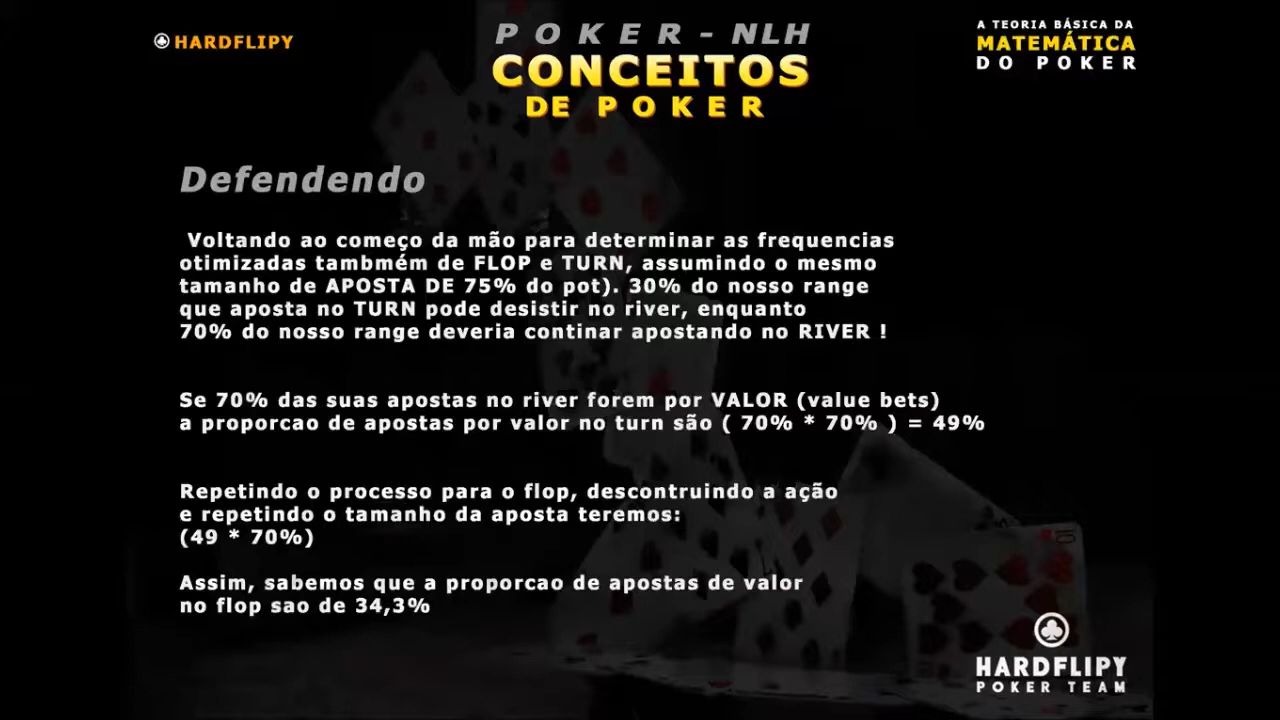 HARDFLIPY
POKER - NLH
CONCEITOS
DE POKER
A TEORIA BÁSICA DA
MATEMÁTICA
DO POKER
Defendendo
Voltando ao começo da mão para determinar as frequencias
otimizadas tambmém de FLOP e TURN, assumindo o mesmo
tamanho de APOSTA DE 75% do pot). 30% do nosso range
que aposta no TURN pode desistir no river, enquanto
70% do nosso range deveria continar apostando no RIVER !
Se 70% das suas apostas no river forem por VALOR (value bets)
a proporcao de apostas por valor no turn são ( 70% * 70% ) = 49%
Repetindo o processo para o flop, descontruindo a ação
e repetindo o tamanho da aposta teremos:
(49 * 70%)
Assim, sabemos que a proporcao de apostas de valor
no flop sao de 34,3%
10
HARDFLIPY
POKER TEAM